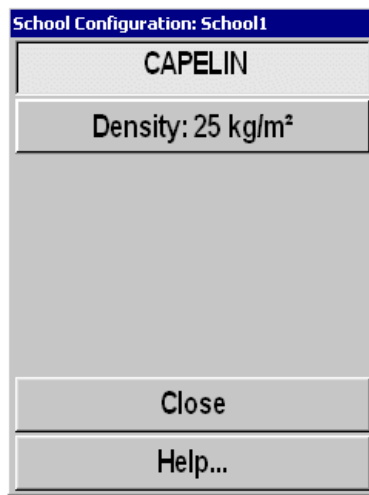 School Configuration: School1
CAPELIN
Density: 25 kg/m²
Close
Help...